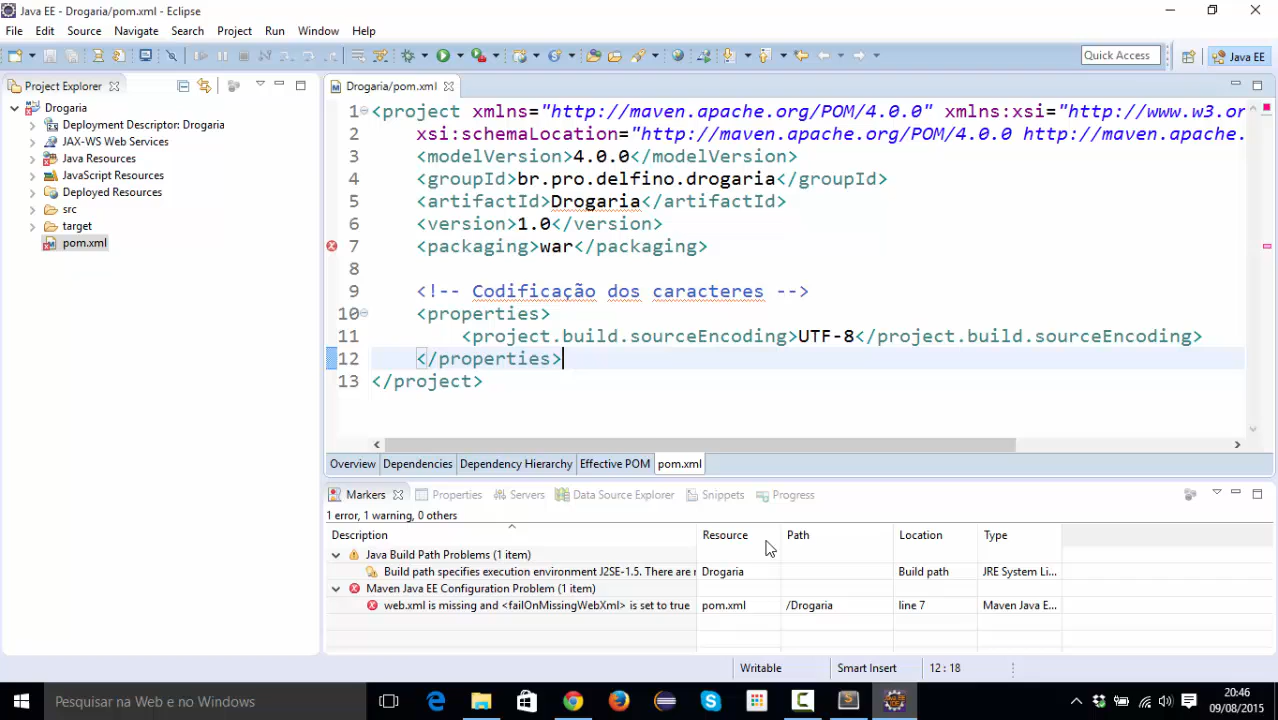 Java EE - Drogaria/pom.xml - Eclipse
File Edit Source Navigate Search Project Run Window Help
Quick Access
Java EE
Project Explorer
Drogaria
Deployment Descriptor: Drogaria
JAX-WS Web Services
Java Resources
JavaScript Resources
Deployed Resources
src
target
pom.xml
Drogaria/pom.xml
1 <project xmlns="http://maven.apache.org/POM/4.0.0" xmlns:xsi="http://www.w3.or
2 xsi:schemaLocation="http://maven.apache.org/POM/4.0.0 http://maven.apache.
3 <modelVersion>4.0.0</modelVersion>
4 <groupId>br.pro.delfino.drogaria</groupId>
5 <artifactId>Drogaria</artifactId>
6 <version>1.0</version>
7 <packaging>war</packaging>
8
9 <!-- Codificação dos caracteres -->
10 <properties>
11 <project.build.sourceEncoding>UTF-8</project.build.sourceEncoding>
12 </properties>
13 </project>
Overview Dependencies Dependency Hierarchy Effective POM pom.xml
Markers Properties Servers Data Source Explorer Snippets Progress
1 error, 1 warning, 0 others
Description Resource Path Location Type
Java Build Path Problems (1 item)
Build path specifies execution environment J2SE-1.5. There are r Drogaria Build path JRE System Li...
Maven Java EE Configuration Problem (1 item)
web.xml is missing and <failOnMissingWebXml> is set to true pom.xml /Drogaria line 7 Maven Java E...
Writable Smart Insert 12 : 18
Pesquisar na Web e no Windows
20:46
09/08/2015